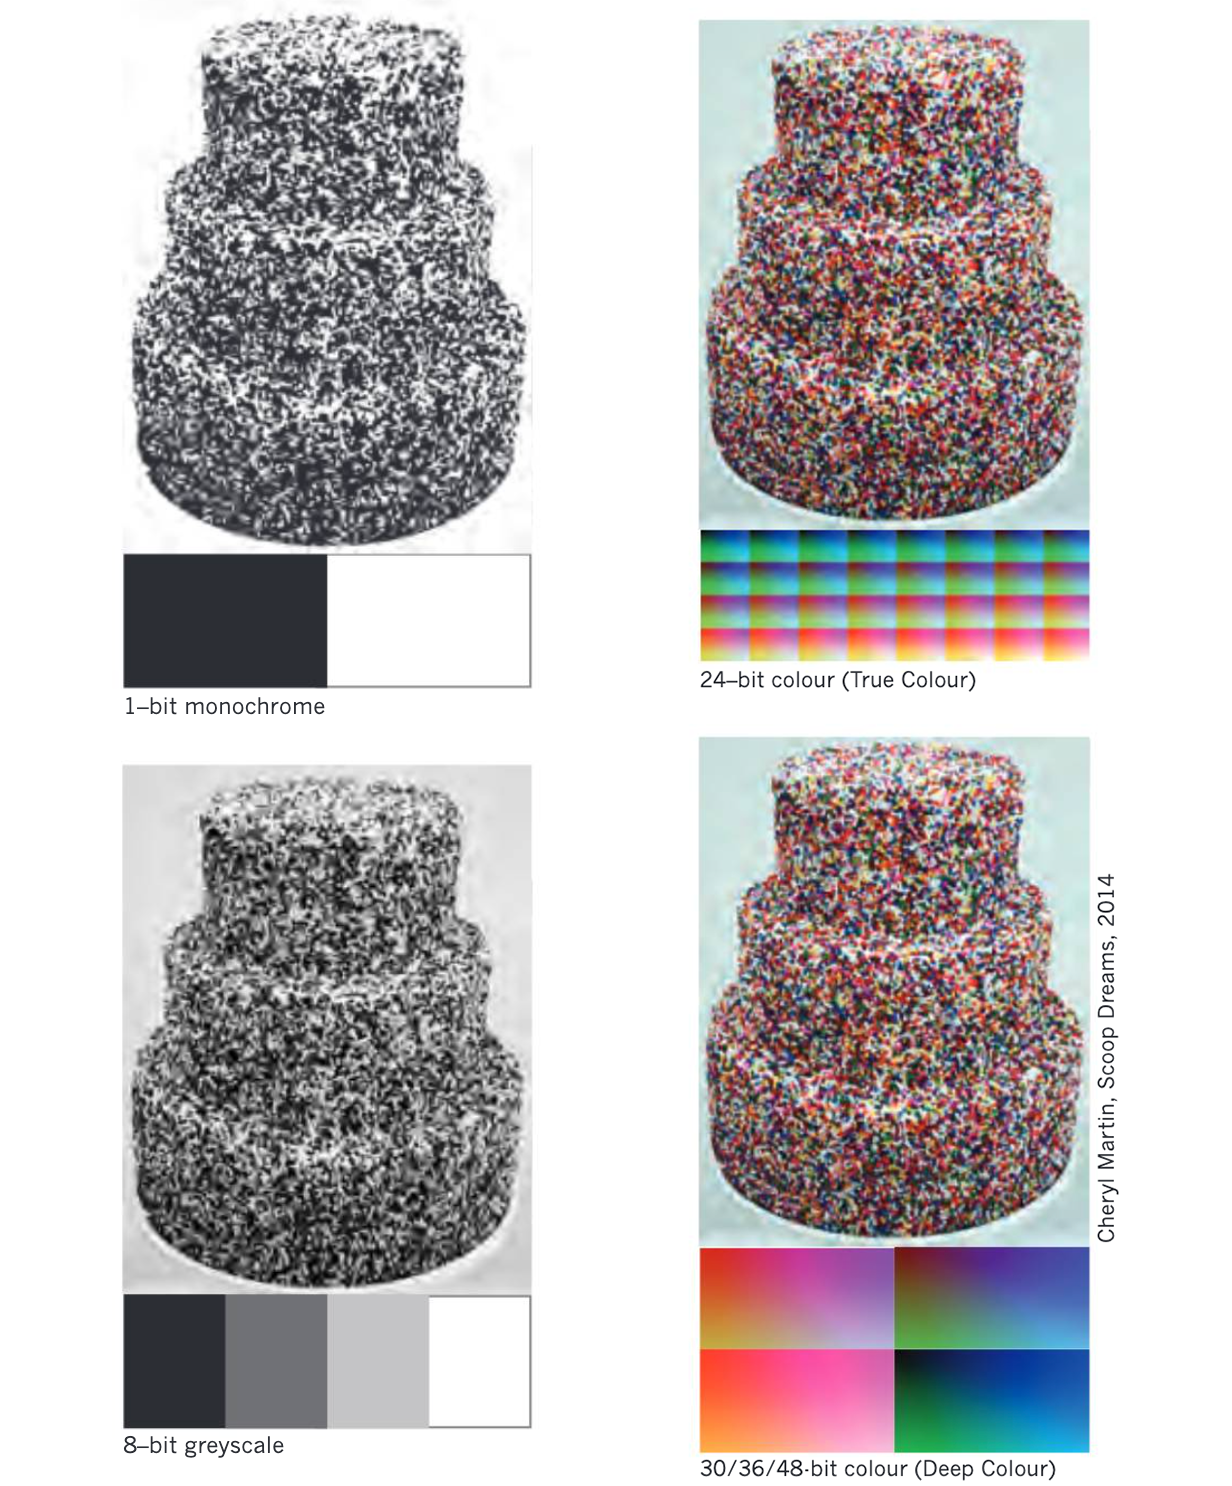 1–bit monochrome
24–bit colour (True Colour)
8–bit greyscale
30/36/48-bit colour (Deep Colour)
Cheryl Martin, Scoop Dreams, 2014